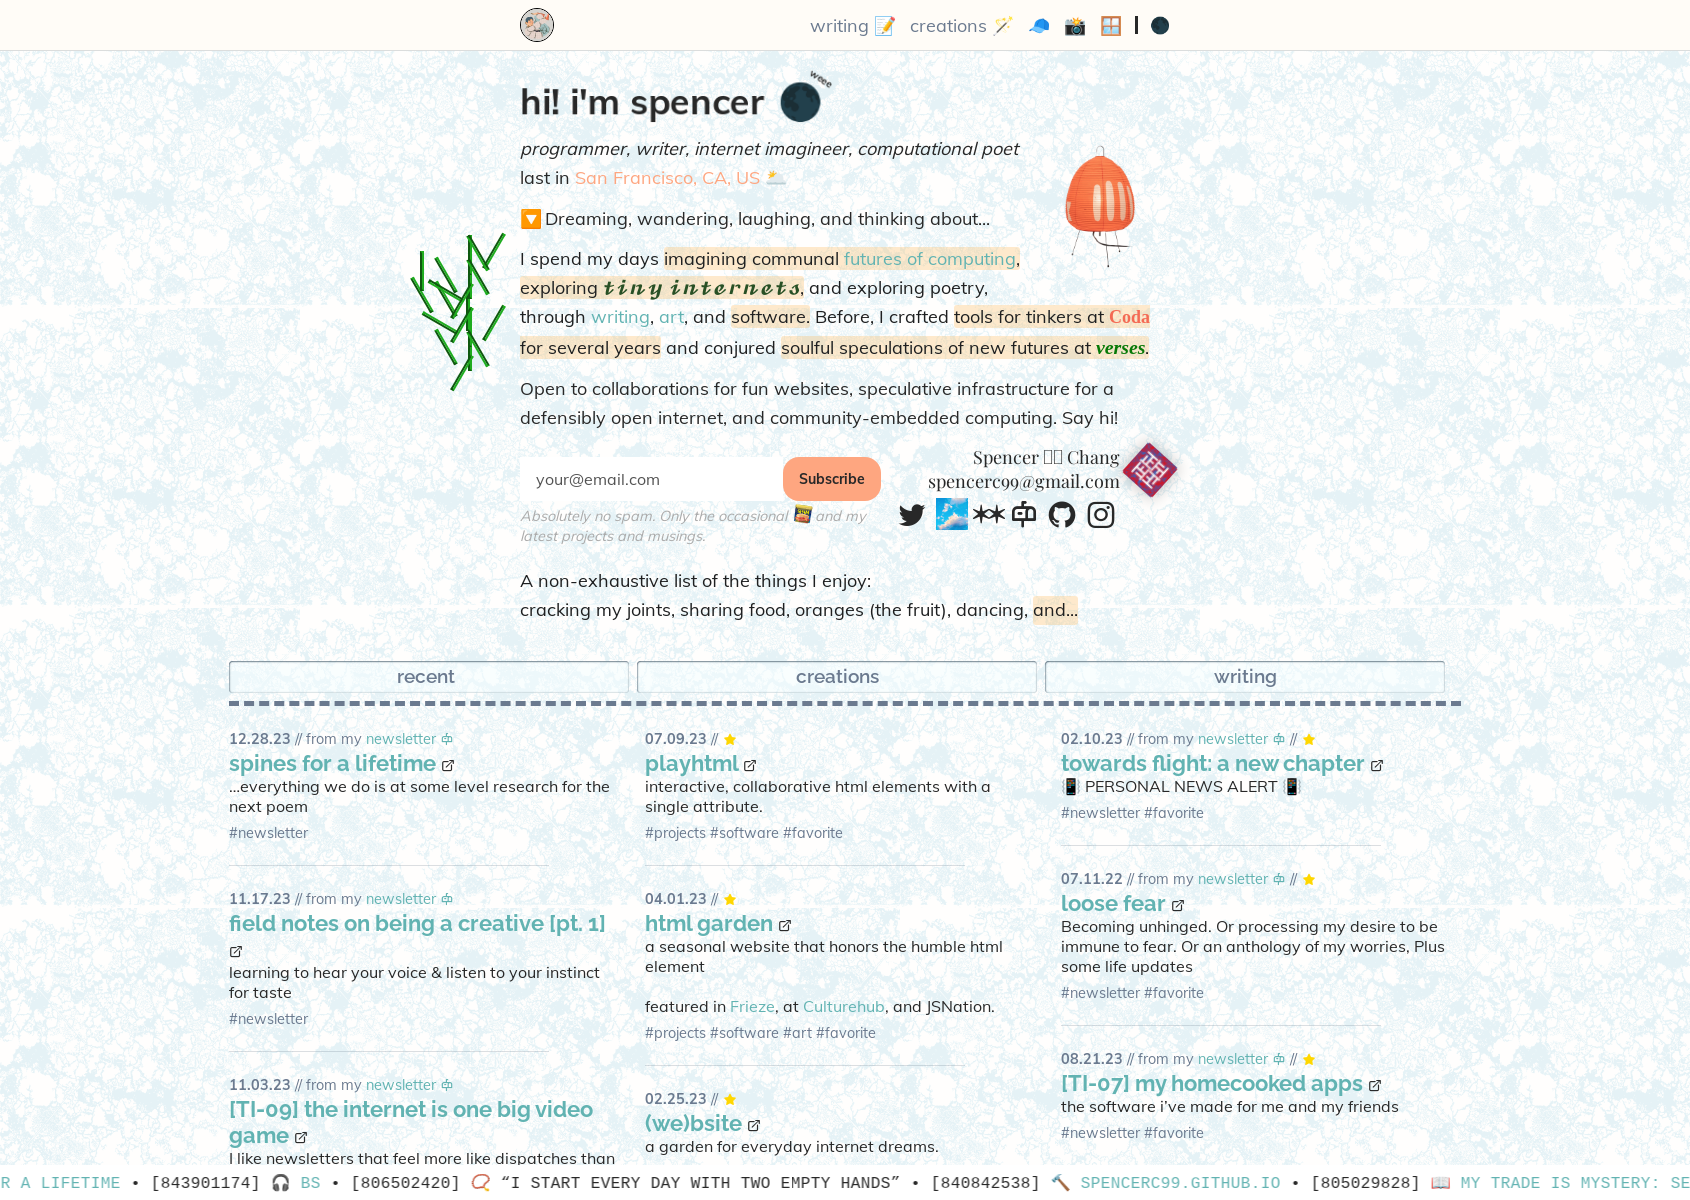 writing 📝 creations 🪄 🧢 📸 🪟 | 🌑
hi! i'm spencer
weee
programmer, writer, internet imagineer, computational poet
last in San Francisco, CA, US 🌥️
🔽 Dreaming, wandering, laughing, and thinking about...
I spend my days imagining communal futures of computing,
exploring tiny internets, and exploring poetry,
through writing, art, and software. Before, I crafted tools for tinkers at Coda
for several years and conjured soulful speculations of new futures at verses.
Open to collaborations for fun websites, speculative infrastructure for a
defensibly open internet, and community-embedded computing. Say hi!
your@email.com
Subscribe
Absolutely no spam. Only the occasional and my
latest projects and musings.
Spencer Chang
spencerc99@gmail.com
A non-exhaustive list of the things I enjoy:
cracking my joints, sharing food, oranges (the fruit), dancing, and...
recent
creations
writing
12.28.23 // from my newsletter
spines for a lifetime
...everything we do is at some level research for the
next poem
#newsletter
11.17.23 // from my newsletter
field notes on being a creative [pt. 1]
learning to hear your voice & listen to your instinct
for taste
#newsletter
11.03.23 // from my newsletter
[TI-09] the internet is one big video
game
I like newsletters that feel more like dispatches than
07.09.23 // ⭐
playhtml
interactive, collaborative html elements with a
single attribute.
#projects #software #favorite
04.01.23 // ⭐
html garden
a seasonal website that honors the humble html
element
featured in Frieze, at Culturehub, and JSNation.
#projects #software #art #favorite
02.25.23 // ⭐
(we)bsite
a garden for everyday internet dreams.
02.10.23 // from my newsletter // ⭐
towards flight: a new chapter
📳 PERSONAL NEWS ALERT 📳
#newsletter #favorite
07.11.22 // from my newsletter // ⭐
loose fear
Becoming unhinged. Or processing my desire to be
immune to fear. Or an anthology of my worries, Plus
some life updates
#newsletter #favorite
08.21.23 // from my newsletter // ⭐
[TI-07] my homecooked apps
the software i've made for me and my friends
#newsletter #favorite
R A LIFETIME • [843901174] 🎧 BS • [806502420] 📿 “I START EVERY DAY WITH TWO EMPTY HANDS” • [840842538] 🔨 SPENCERC99.GITHUB.IO • [805029828] 📖 MY TRADE IS MYSTERY: SE